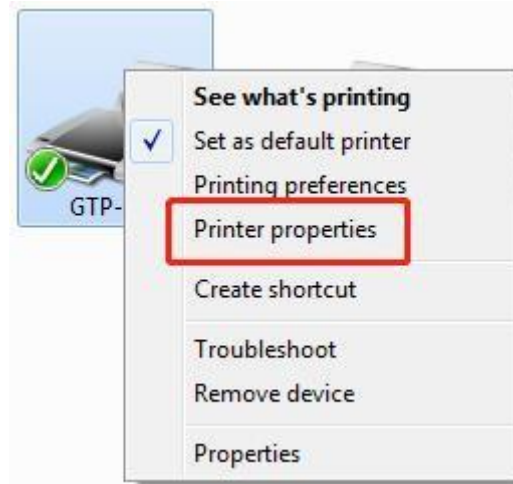 See what's printing
Set as default printer
Printing preferences
GTP-
Printer properties
Create shortcut
Troubleshoot
Remove device
Properties